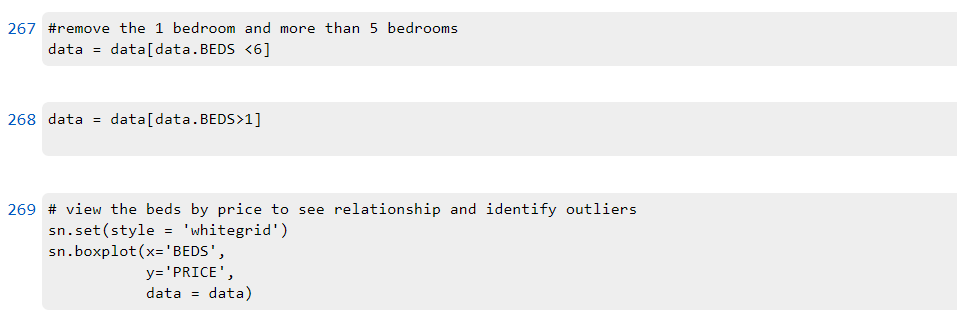 267 #remove the 1 bedroom and more than 5 bedrooms
data = data[data.BEDS <6]
268 data = data[data.BEDS>1]
269 # view the beds by price to see relationship and identify outliers
sn.set(style = 'whitegrid')
sn.boxplot(x='BEDS',
y='PRICE',
data = data)